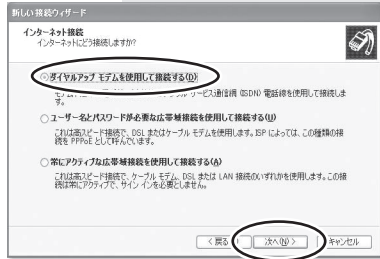 新しい接続ウィザード
インターネット接続
インターネットにどう接続しますか?
ダイヤルアップ モデムを使用して接続する(D)
サービス総合通信網 (ISDN) 電話線を使用して接続しま
す。
ユーザー名とパスワードが必要な広帯域接続を使用して接続する(U)
これは高スピード接続で、DSL またはケーブル モデムを使用します。ISP によっては、この種類の接
続を PPPoE として呼んでいます。
常にアクティブな広帯域接続を使用して接続する(A)
これは高スピード接続で、ケーブル モデム、DSL または LAN 接続のいずれかを使用します。この接
続は常にアクティブで、サイン インを必要としません。
< 戻る
次へ(N) >
キャンセル